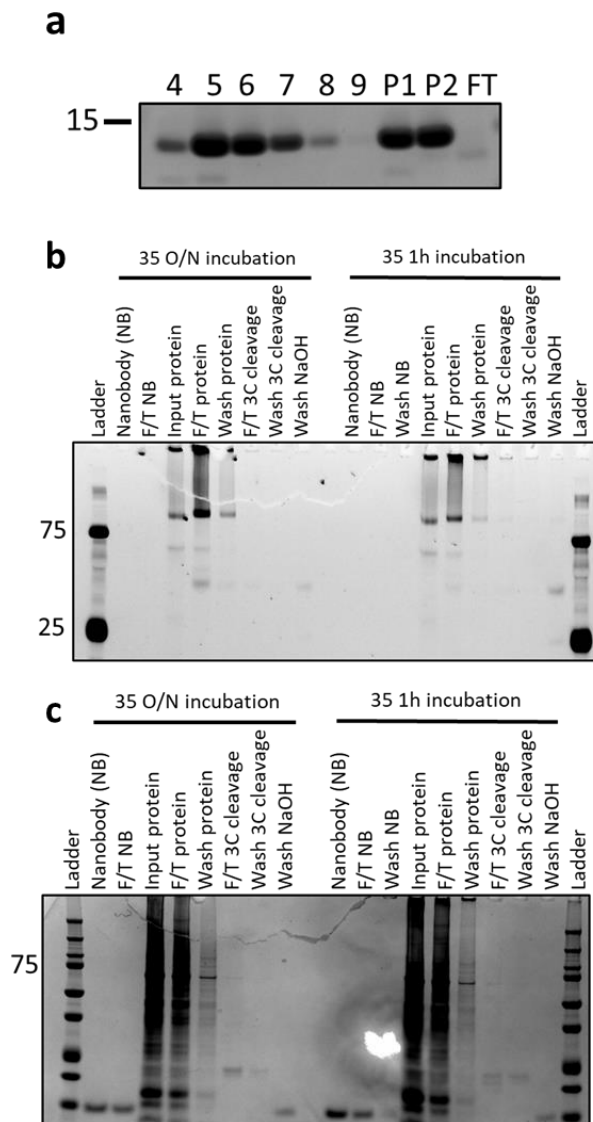 a
4 5 6 7 8 9 P1 P2 FT
15
b
35 O/N incubation
35 1h incubation
Ladder
Nanobody (NB)
F/T NB
Input protein
F/T protein
Wash protein
F/T 3C cleavage
Wash 3C cleavage
Wash NaOH
Nanobody (NB)
F/T NB
Wash NB
Input protein
F/T protein
Wash protein
F/T 3C cleavage
Wash 3C cleavage
Wash NaOH
Ladder
75
25
c
35 O/N incubation
35 1h incubation
Ladder
Nanobody (NB)
F/T NB
Input protein
F/T protein
Wash protein
F/T 3C cleavage
Wash 3C cleavage
Wash NaOH
Nanobody (NB)
F/T NB
Wash NB
Input protein
F/T protein
Wash protein
F/T 3C cleavage
Wash 3C cleavage
Wash NaOH
Ladder
75